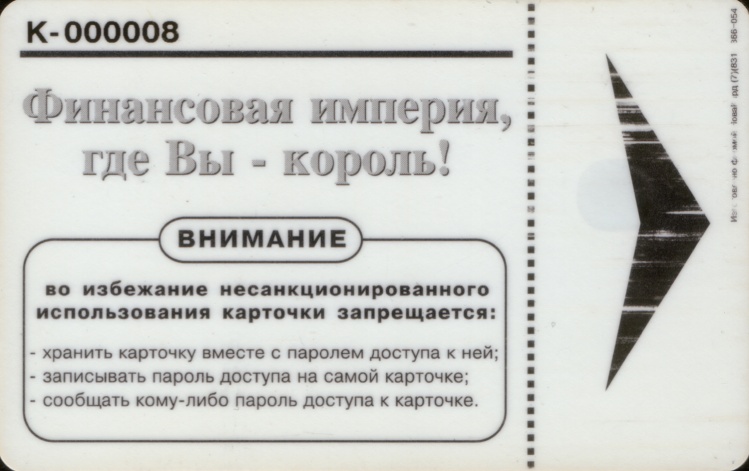 К-000008
Финансовая империя,
где Вы - король!
ВНИМАНИЕ
во избежание несанкционированного
использования карточки запрещается:
- хранить карточку вместе с паролем доступа к ней;
- записывать пароль доступа на самой карточке;
- сообщать кому-либо пароль доступа к карточке.